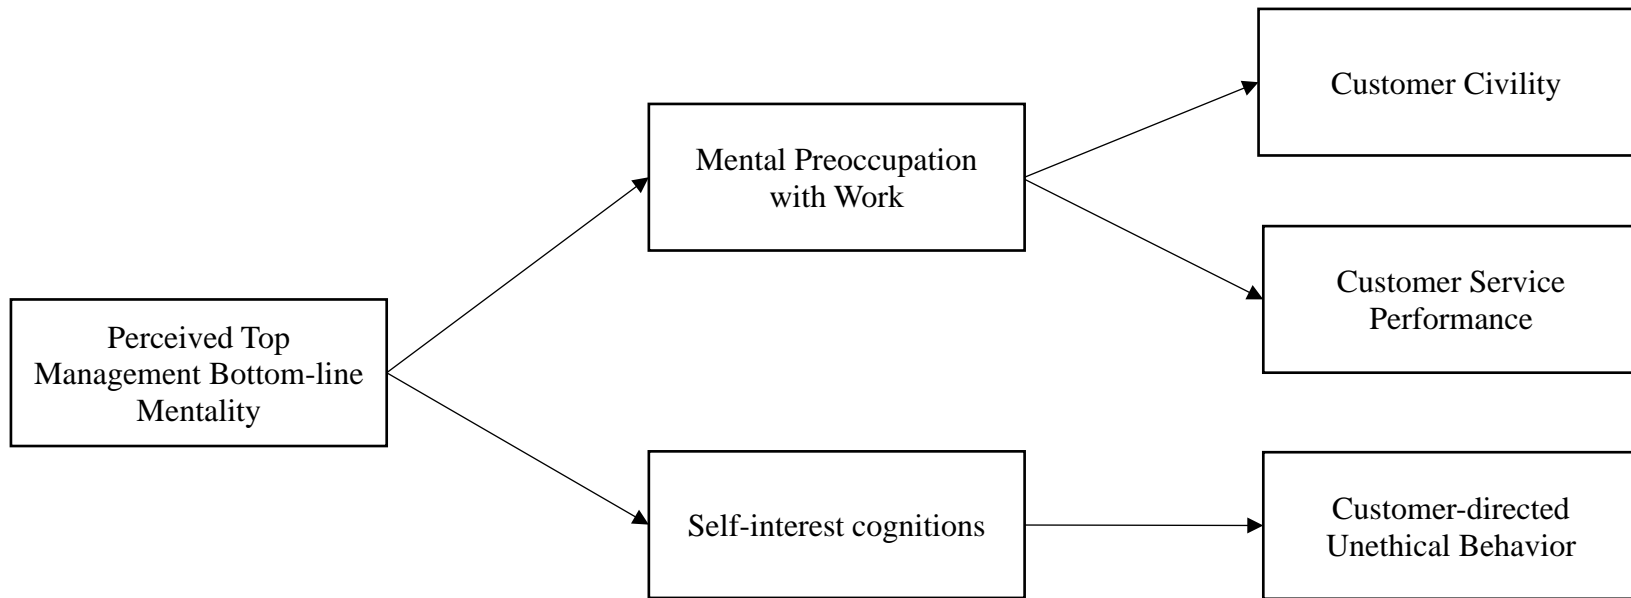 Customer Civility
Mental Preoccupation
with Work
Customer Service
Performance
Perceived Top
Management Bottom-line
Mentality
Self-interest cognitions
Customer-directed
Unethical Behavior